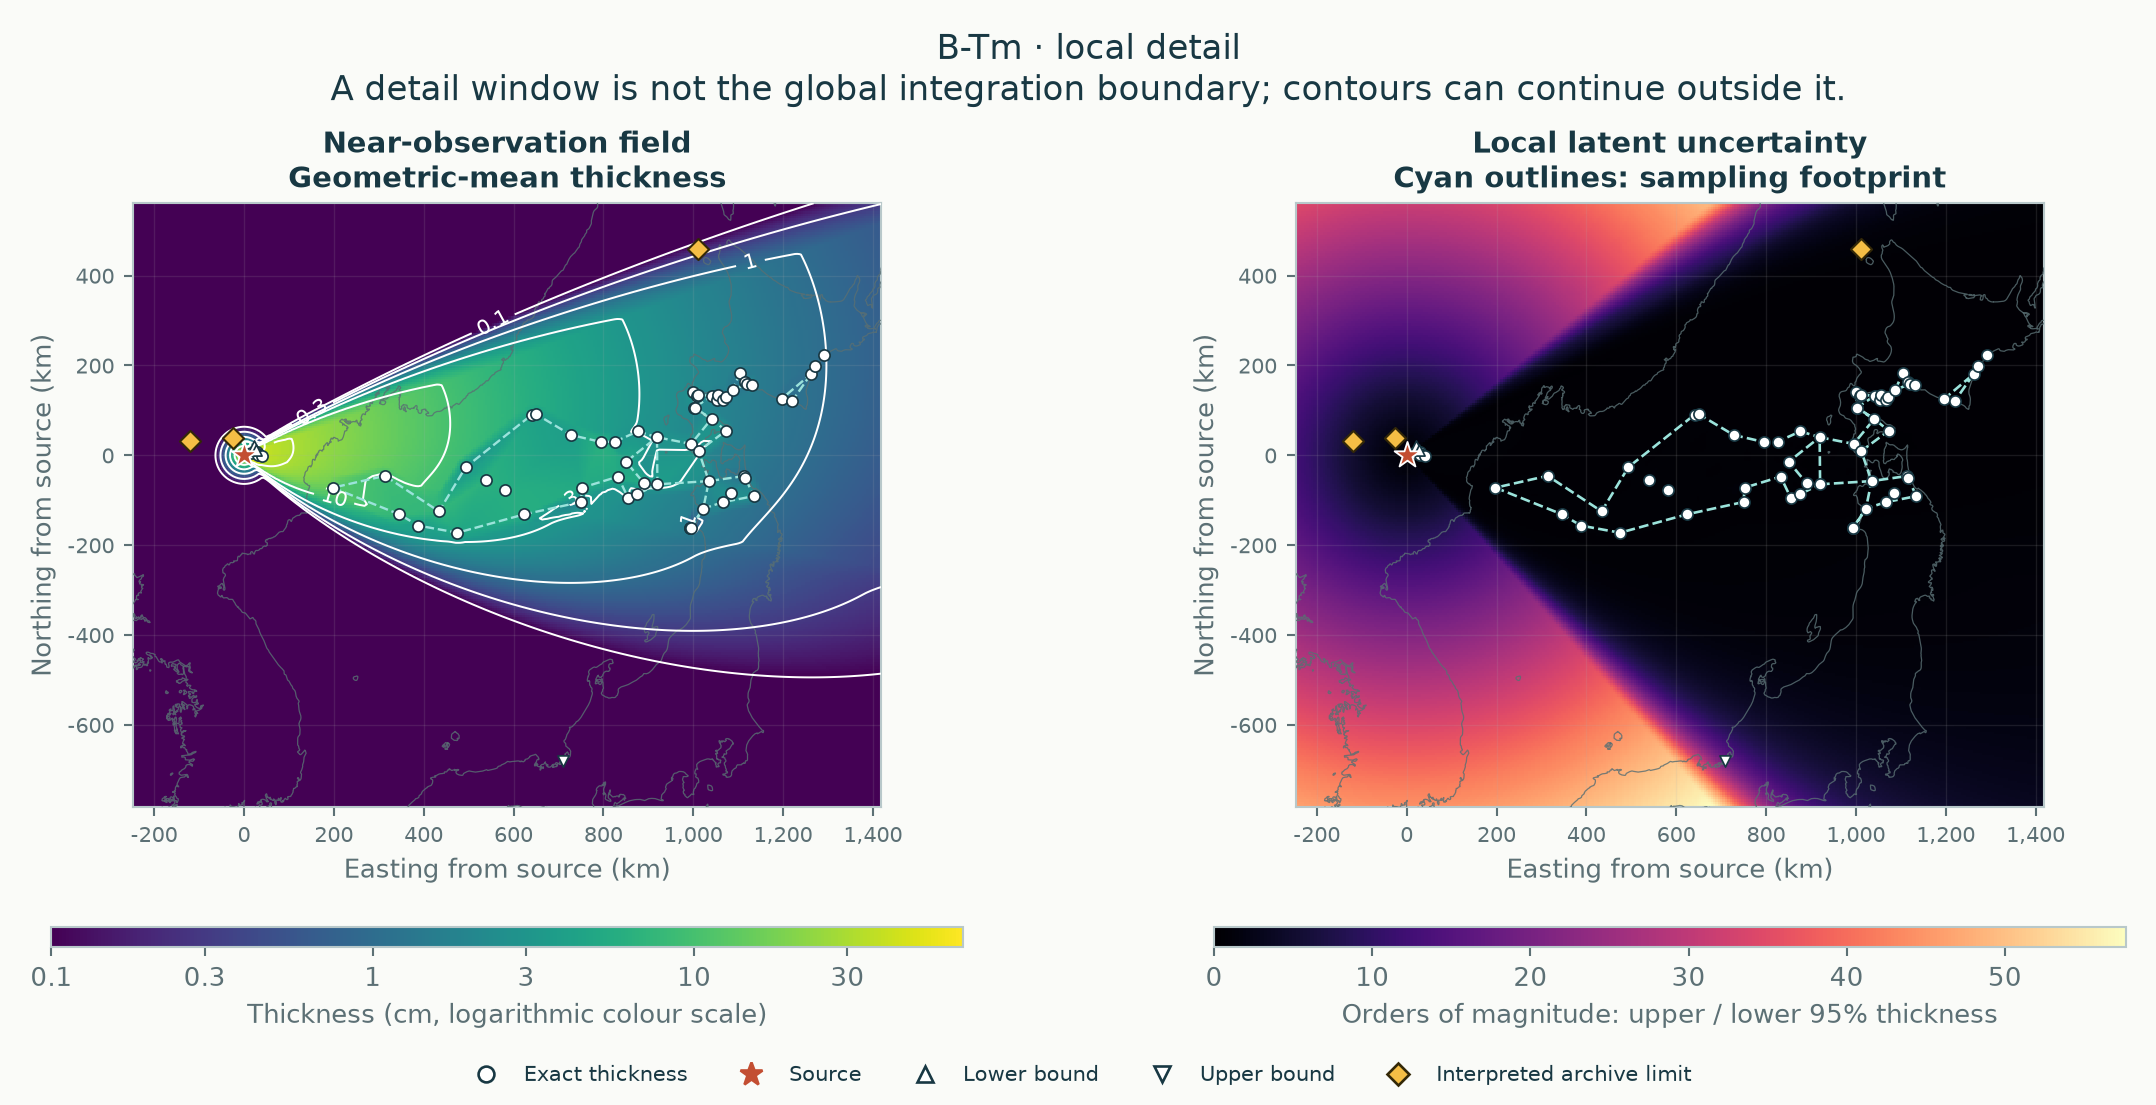 B-Tm · local detail
A detail window is not the global integration boundary; contours can continue outside it.
Near-observation field
Geometric-mean thickness
Local latent uncertainty
Cyan outlines: sampling footprint
Northing from source (km)
400
200
0
-200
-400
-600
0.1
0.3
1
10
3
1
1
-200
0
200
400
600
800
1,000
1,200
1,400
Easting from source (km)
Northing from source (km)
400
200
0
-200
-400
-600
-200
0
200
400
600
800
1,000
1,200
1,400
Easting from source (km)
0.1
0.3
1
3
10
30
Thickness (cm, logarithmic colour scale)
0
10
20
30
40
50
Orders of magnitude: upper / lower 95% thickness
Exact thickness
Source
Lower bound
Upper bound
Interpreted archive limit